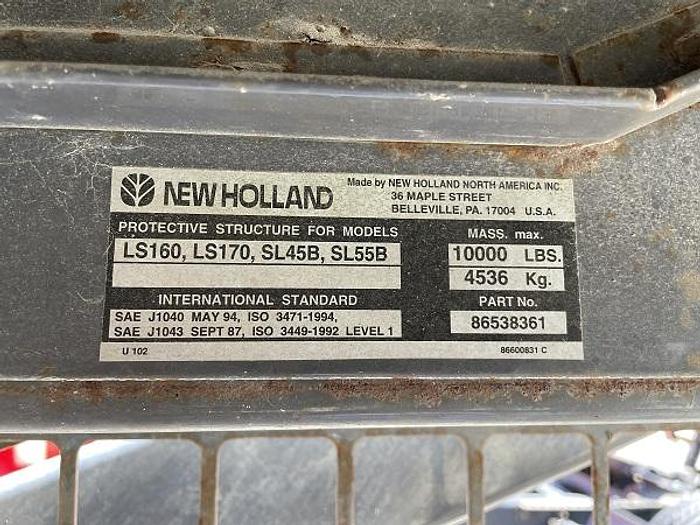 NEW HOLLAND
Made by NEW HOLLAND NORTH AMERICA INC.
36 MAPLE STREET
BELLEVILLE, PA. 17004 U.S.A.
PROTECTIVE STRUCTURE FOR MODELS
LS160, LS170, SL45B, SL55B
MASS. max.
10000 LBS.
4536 Kg.
INTERNATIONAL STANDARD
SAE J1040 MAY 94, ISO 3471-1994,
SAE J1043 SEPT 87, ISO 3449-1992 LEVEL 1
PART No.
86538361
U 102
86600831 C